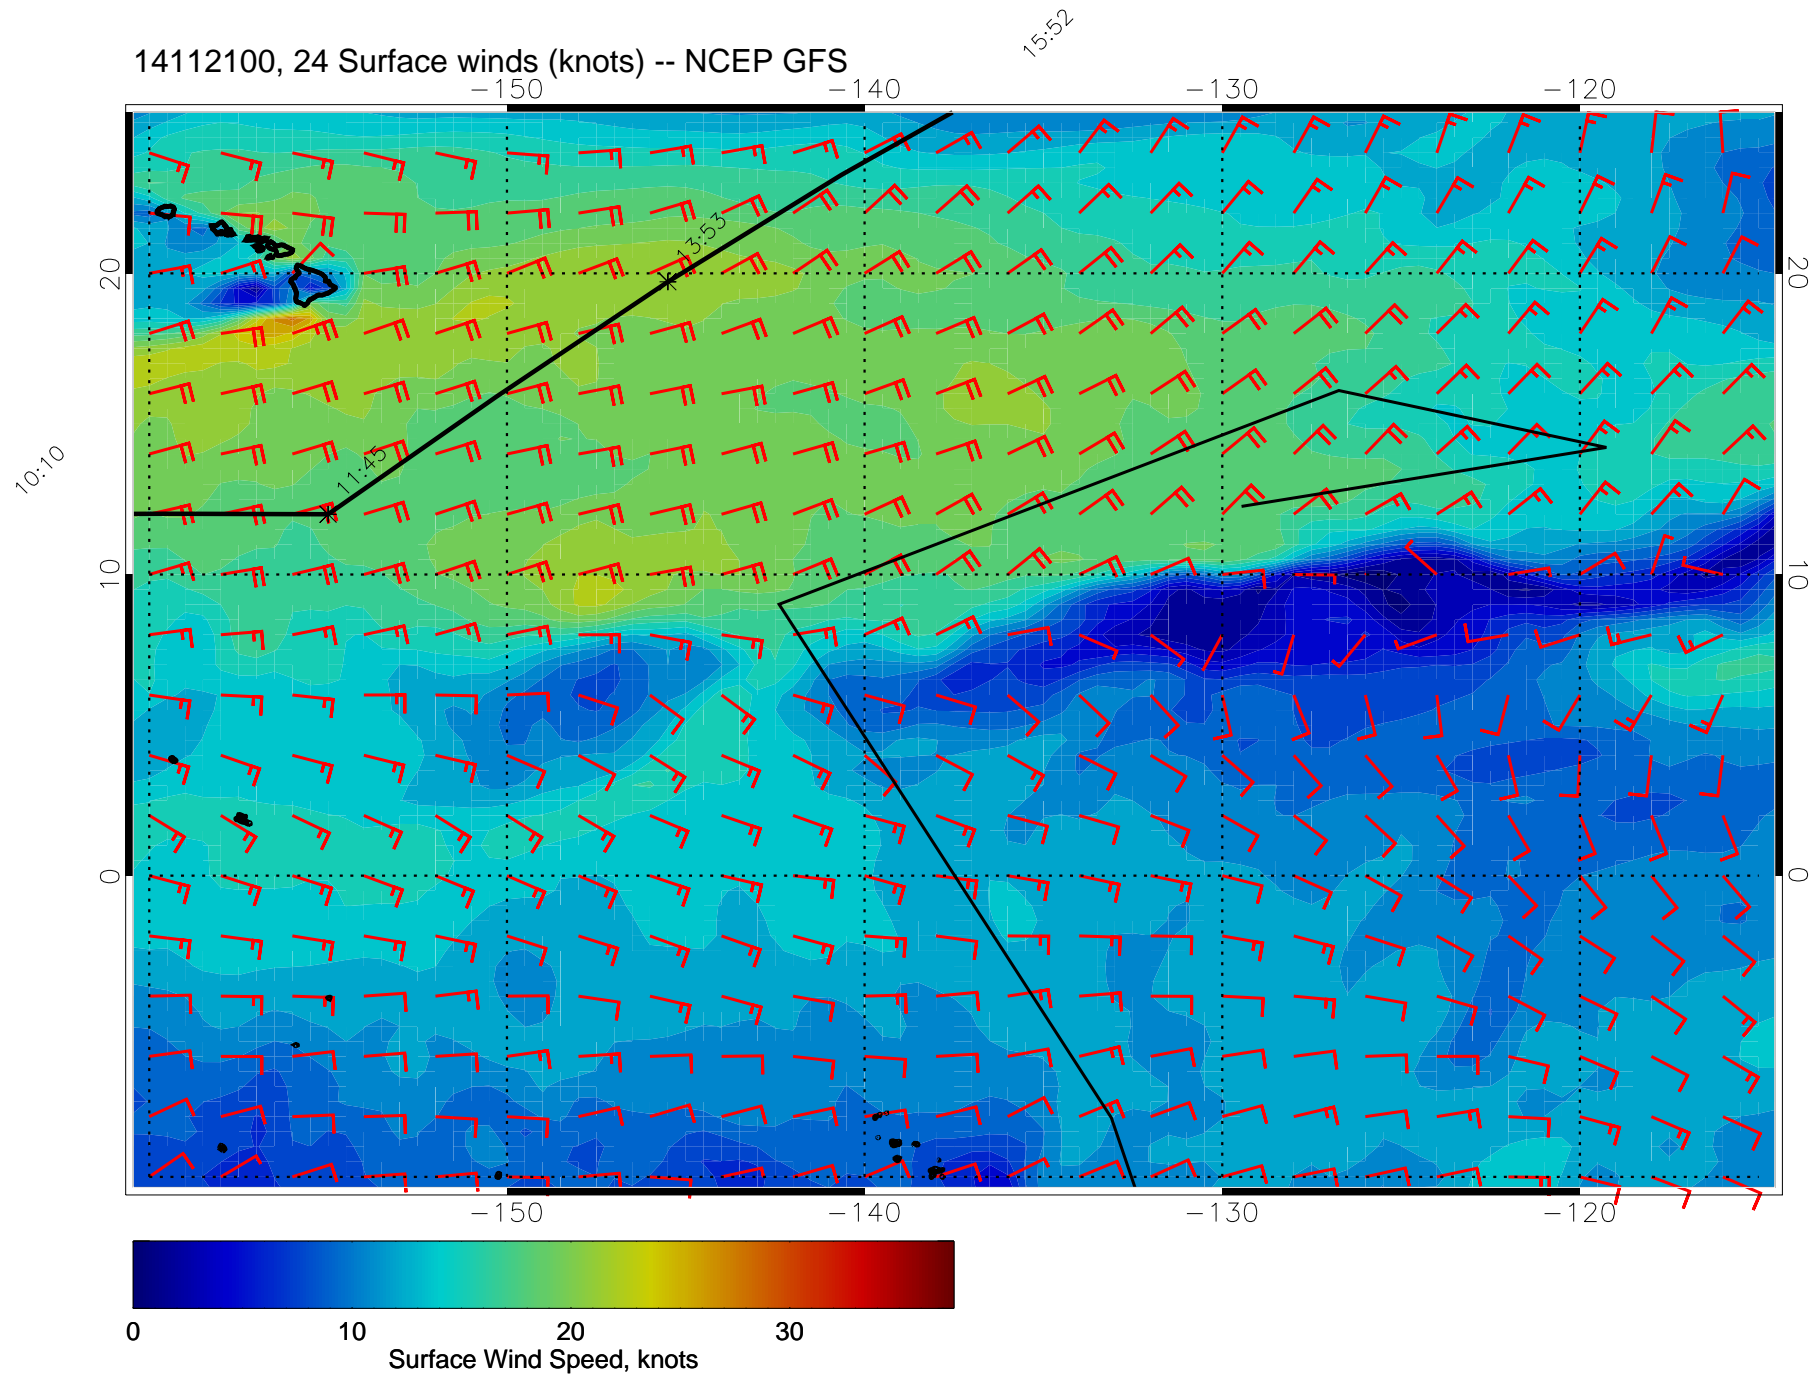 15:52
14112100, 24 Surface winds (knots) -- NCEP GFS
-150 -140 -130 -120
13:53
20 20
10:10
11:45
10 10
0 0
-150 -140 -130 -120
0 10 20 30
Surface Wind Speed, knots